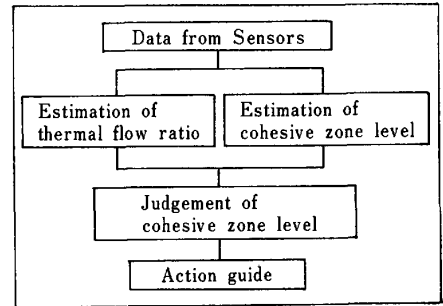 Data from Sensors
Estimation of
thermal flow ratio
Estimation of
cohesive zone level
Judgement of
cohesive zone level
Action guide